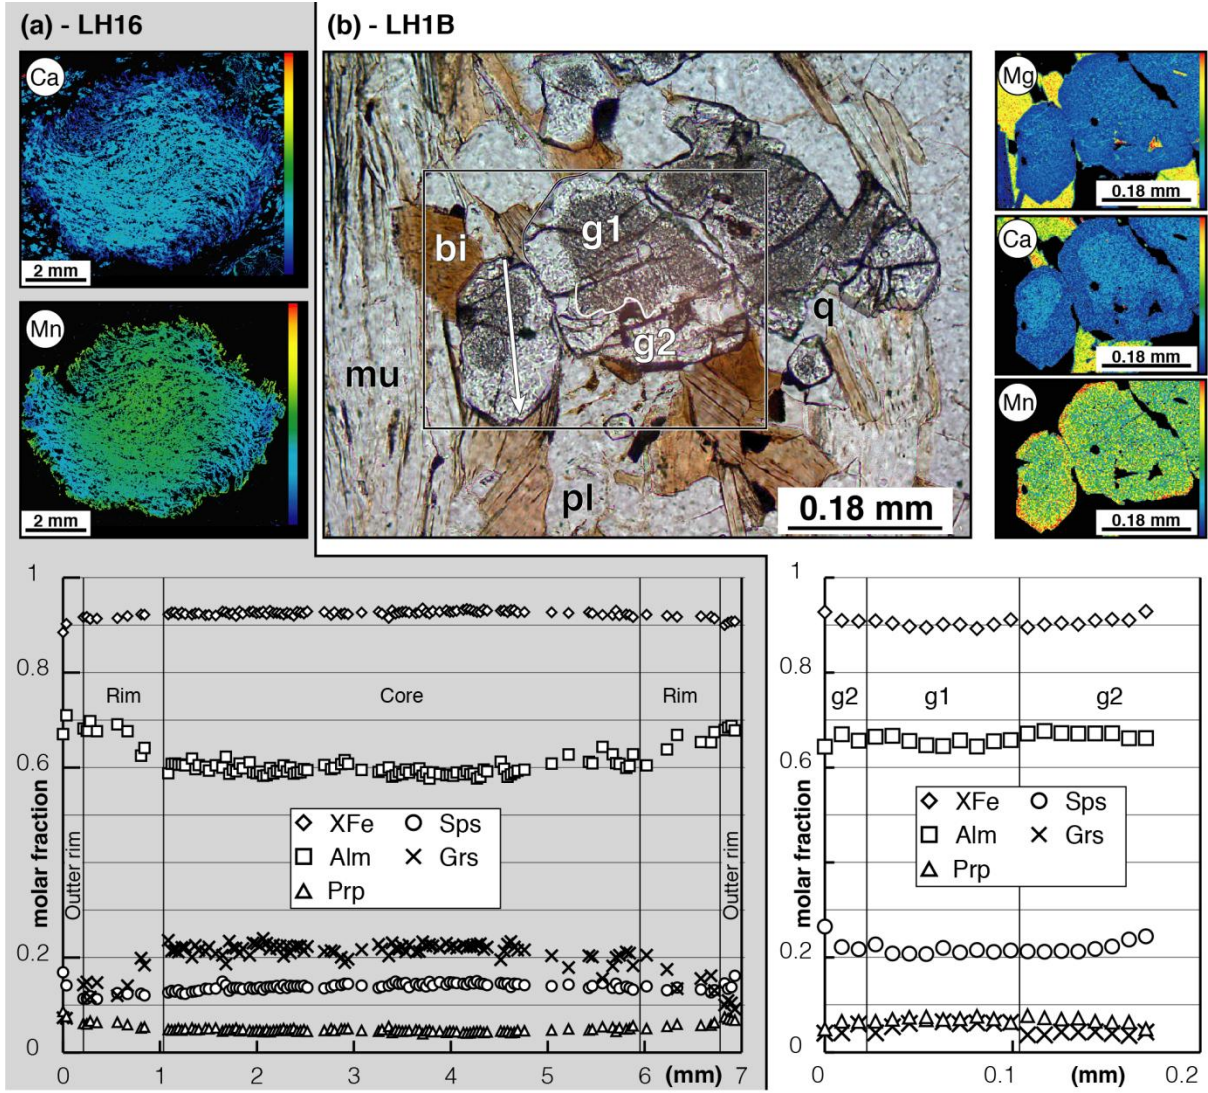 (a) - LH16
Ca
2 mm
Mn
2 mm
(b) - LH1B
bi
g1
g2
mu
q
pl
0.18 mm
Mg
0.18 mm
Ca
0.18 mm
Mn
0.18 mm
1
0.8
0.6
0.4
0.2
0
molar fraction
Outter rim
Rim
Core
Rim
Outter rim
XFe
Sps
Alm
Grs
Prp
0
1
2
3
4
5
6
(mm)
7
1
0.8
0.6
0.4
0.2
0
molar fraction
g2
g1
g2
XFe
Sps
Alm
Grs
Prp
0
0.1
(mm)
0.2